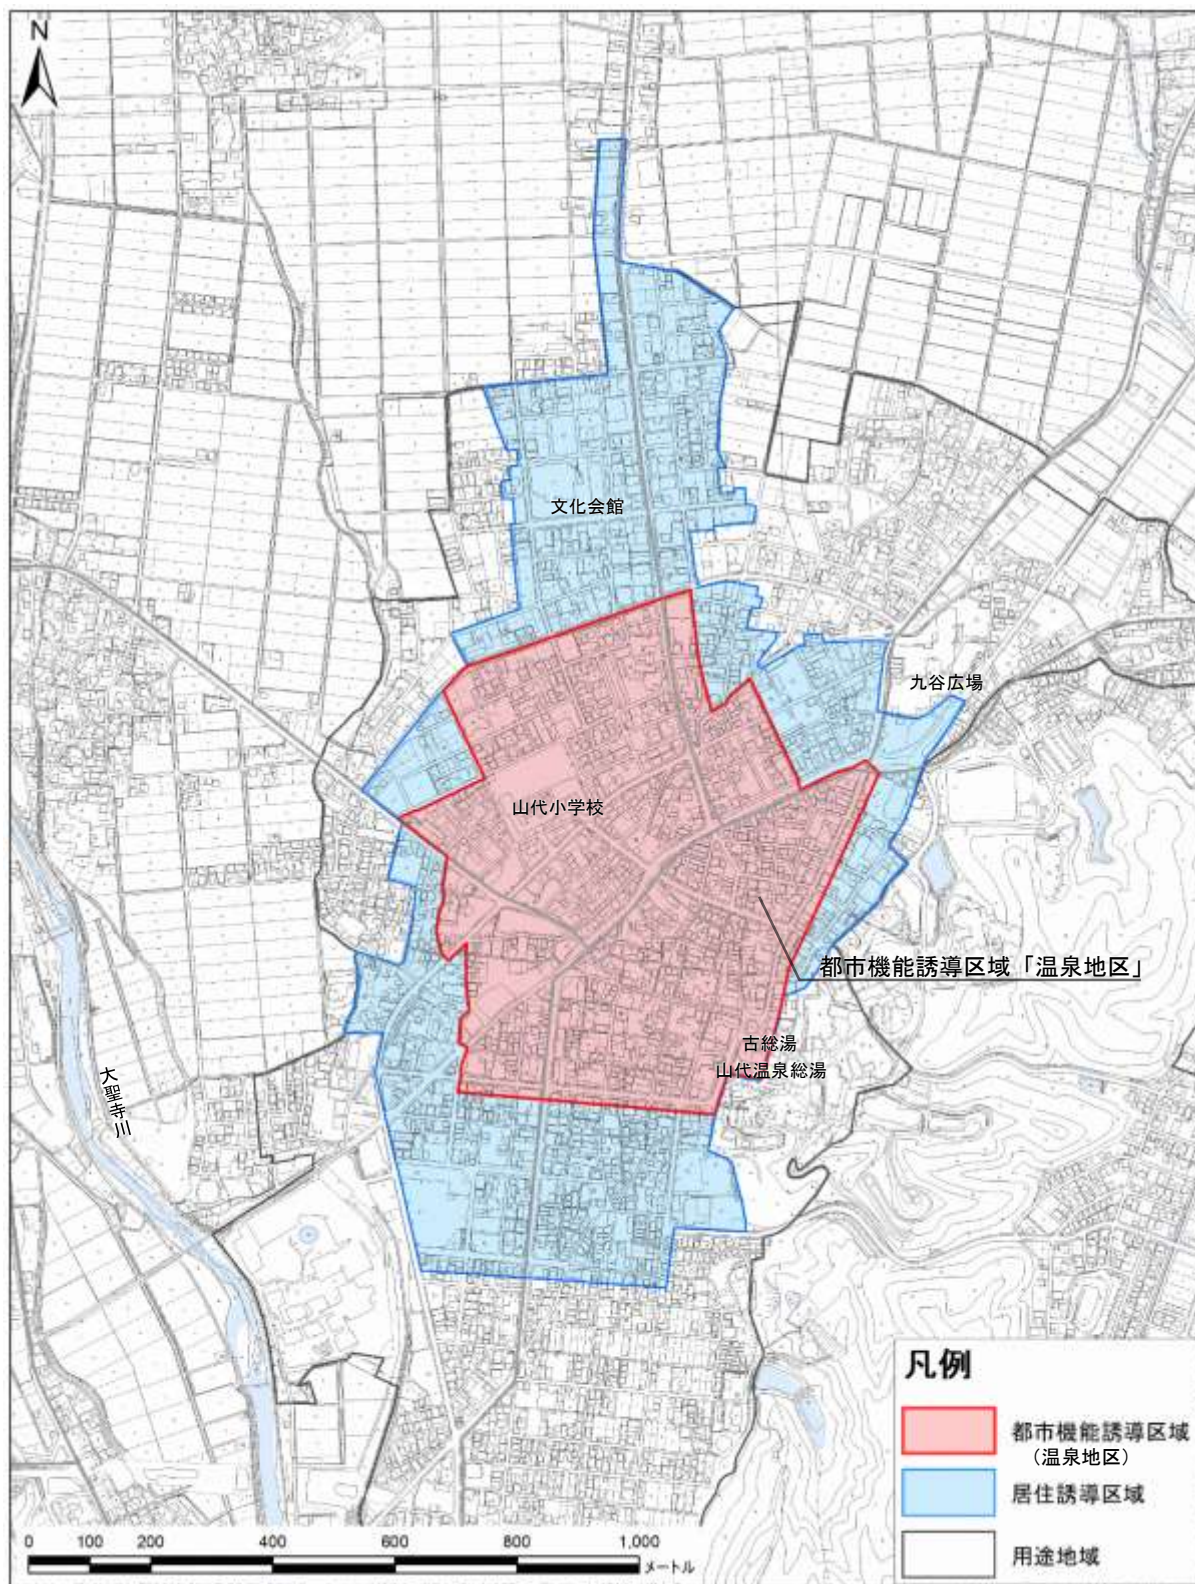 N
文化会館
九谷広場
山代小学校
都市機能誘導区域「温泉地区」
古総湯
山代温泉総湯
大聖寺川
凡例
都市機能誘導区域
(温泉地区)
居住誘導区域
用途地域
0 100 200 400 600 800 1,000
メートル